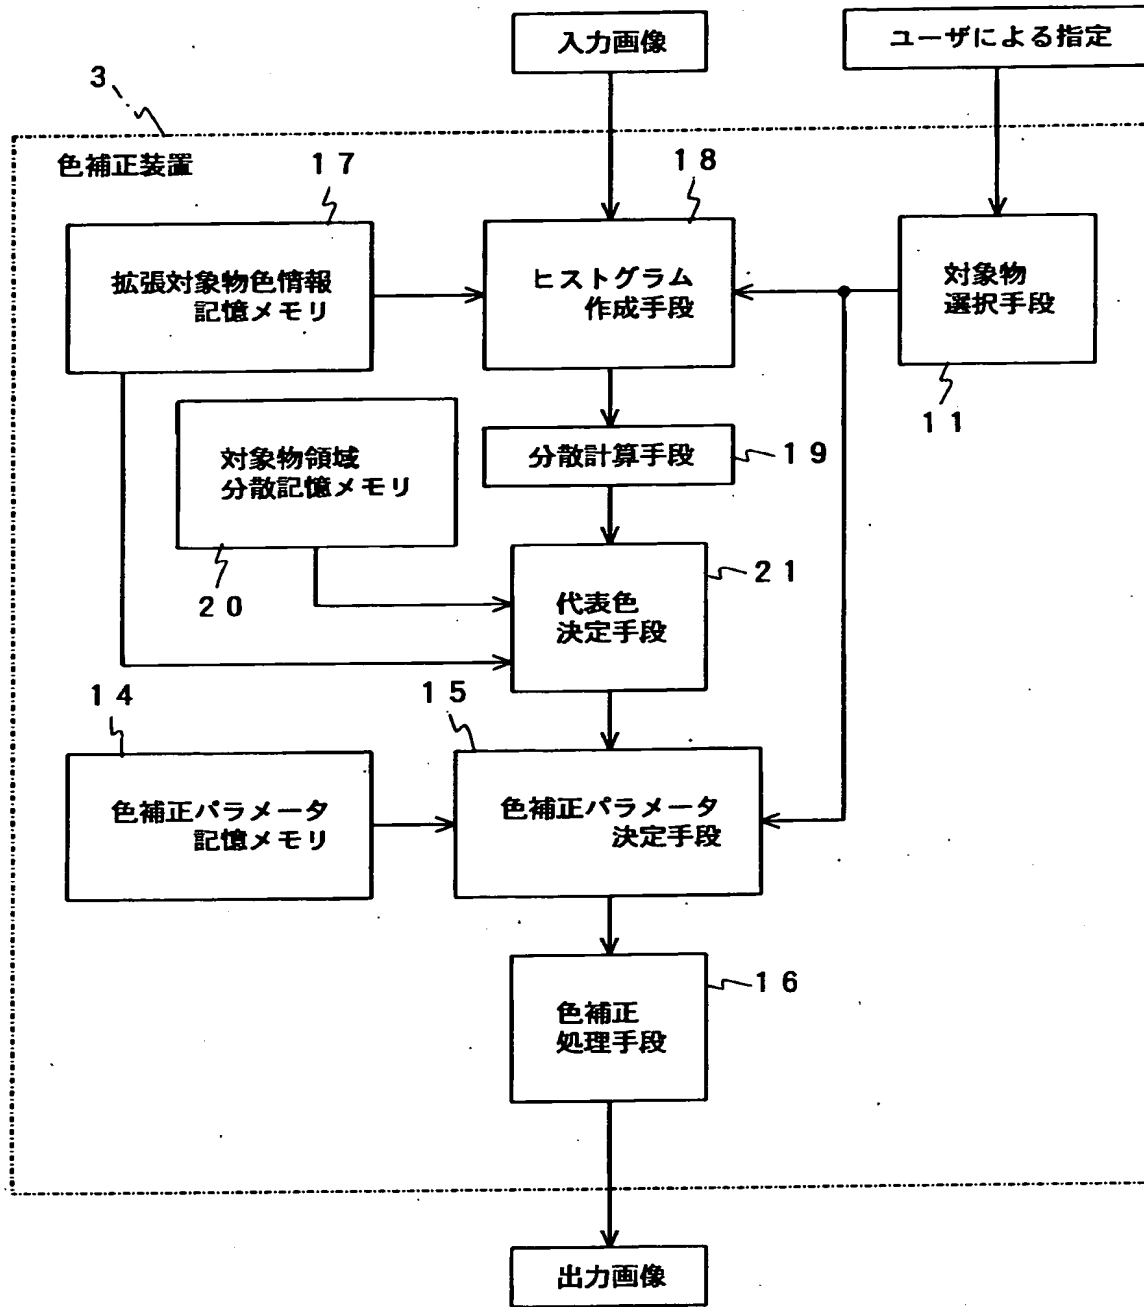 入力画像
ユーザによる指定
3
色補正装置
17
18
拡張対象物色情報
記憶メモリ
ヒストグラム
作成手段
対象物
選択手段
11
対象物領域
分散記憶メモリ
分散計算手段
19
20
代表色
決定手段
21
14
15
色補正パラメータ
記憶メモリ
色補正パラメータ
決定手段
色補正
処理手段
16
出力画像